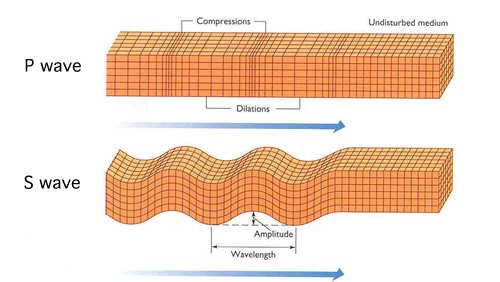 Compressions
Undisturbed medium
P wave
Dilations
S wave
Amplitude
Wavelength